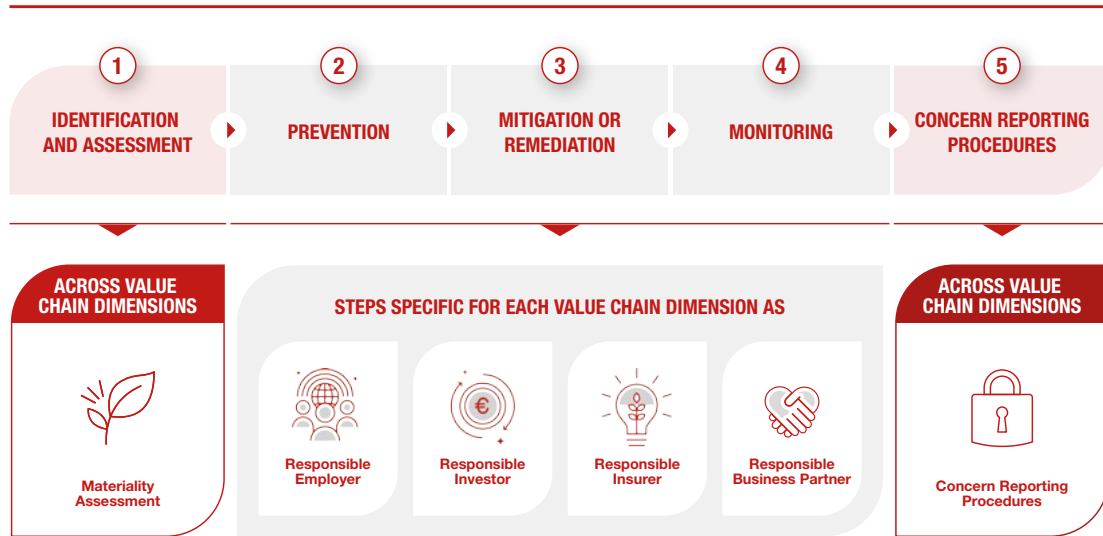 1
IDENTIFICATION
AND ASSESSMENT
2
PREVENTION
3
MITIGATION OR
REMEDIATION
4
MONITORING
5
CONCERN REPORTING
PROCEDURES
ACROSS VALUE
CHAIN DIMENSIONS
Materiality
Assessment
STEPS SPECIFIC FOR EACH VALUE CHAIN DIMENSION AS
€
Responsible
Employer
Responsible
Investor
Responsible
Insurer
Responsible
Business Partner
ACROSS VALUE
CHAIN DIMENSIONS
Concern Reporting
Procedures